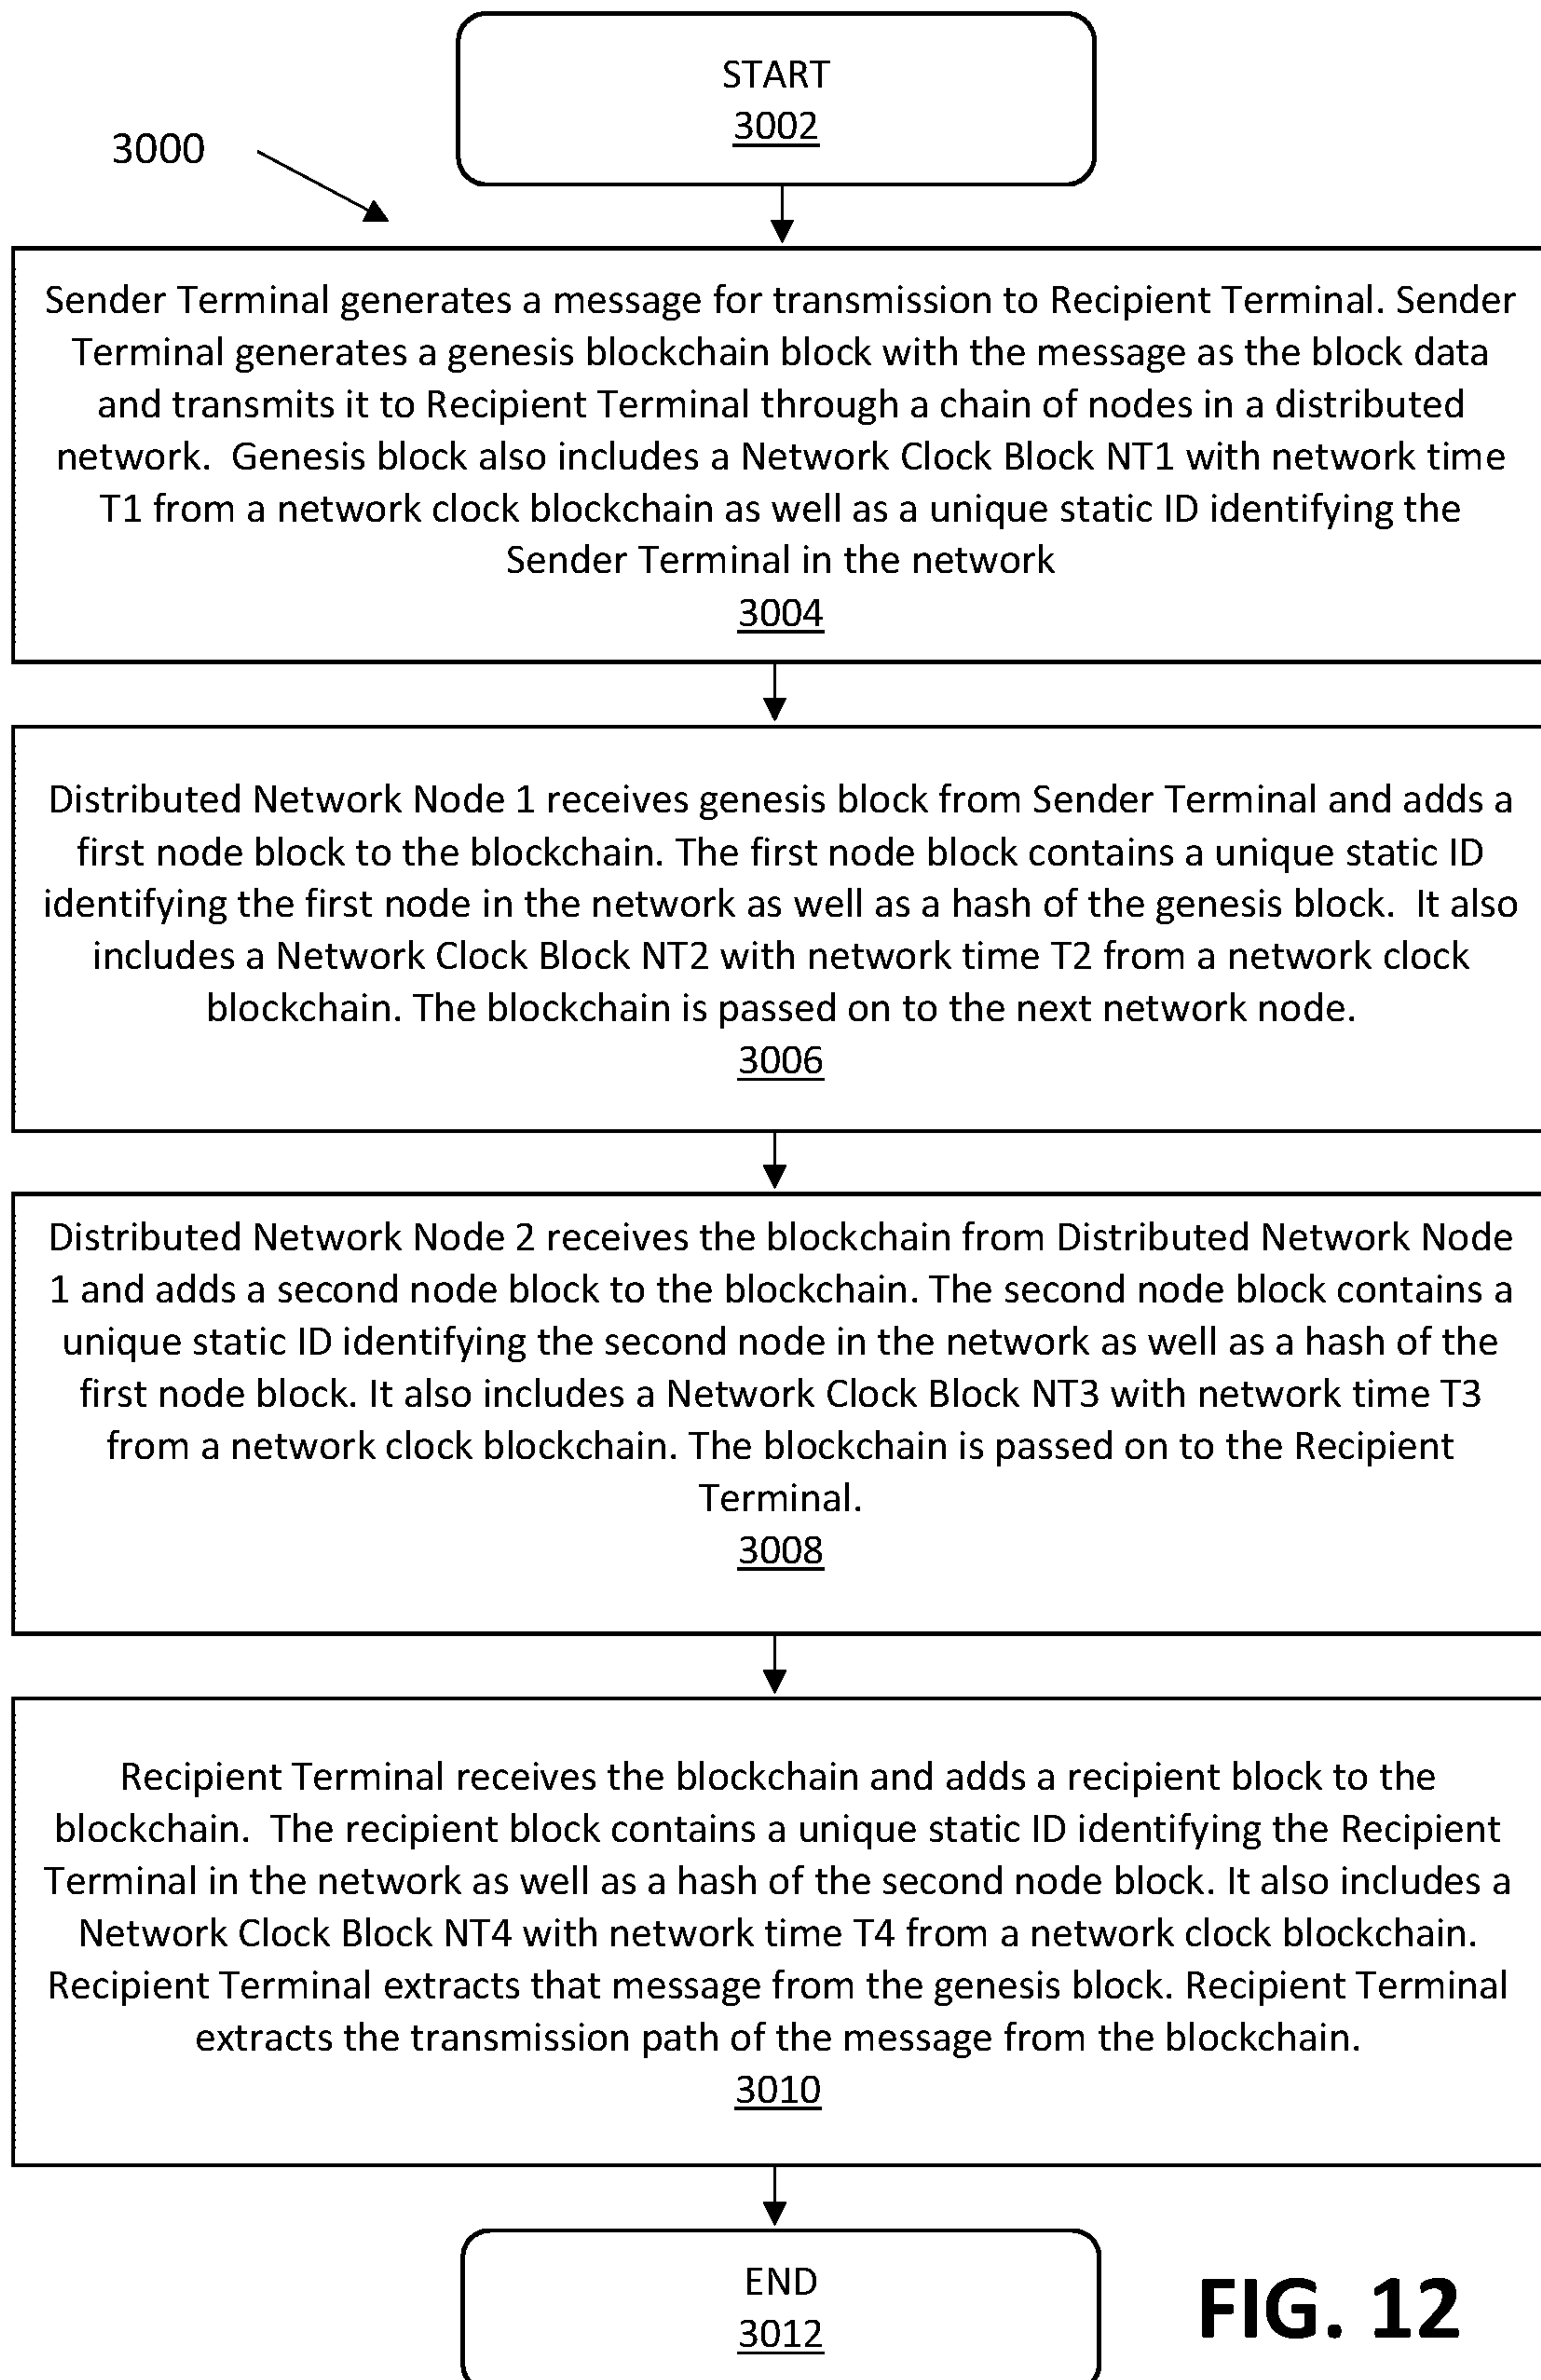 START
3002
3000
Sender Terminal generates a message for transmission to Recipient Terminal. Sender
Terminal generates a genesis blockchain block with the message as the block data
and transmits it to Recipient Terminal through a chain of nodes in a distributed
network.  Genesis block also includes a Network Clock Block NT1 with network time
T1 from a network clock blockchain as well as a unique static ID identifying the
Sender Terminal in the network
3004
Distributed Network Node 1 receives genesis block from Sender Terminal and adds a
first node block to the blockchain. The first node block contains a unique static ID
identifying the first node in the network as well as a hash of the genesis block.  It also
includes a Network Clock Block NT2 with network time T2 from a network clock
blockchain. The blockchain is passed on to the next network node.
3006
Distributed Network Node 2 receives the blockchain from Distributed Network Node
1 and adds a second node block to the blockchain. The second node block contains a
unique static ID identifying the second node in the network as well as a hash of the
first node block. It also includes a Network Clock Block NT3 with network time T3
from a network clock blockchain. The blockchain is passed on to the Recipient
Terminal.
3008
Recipient Terminal receives the blockchain and adds a recipient block to the
blockchain.  The recipient block contains a unique static ID identifying the Recipient
Terminal in the network as well as a hash of the second node block. It also includes a
Network Clock Block NT4 with network time T4 from a network clock blockchain.
Recipient Terminal extracts that message from the genesis block. Recipient Terminal
extracts the transmission path of the message from the blockchain.
3010
END
3012
FIG. 12